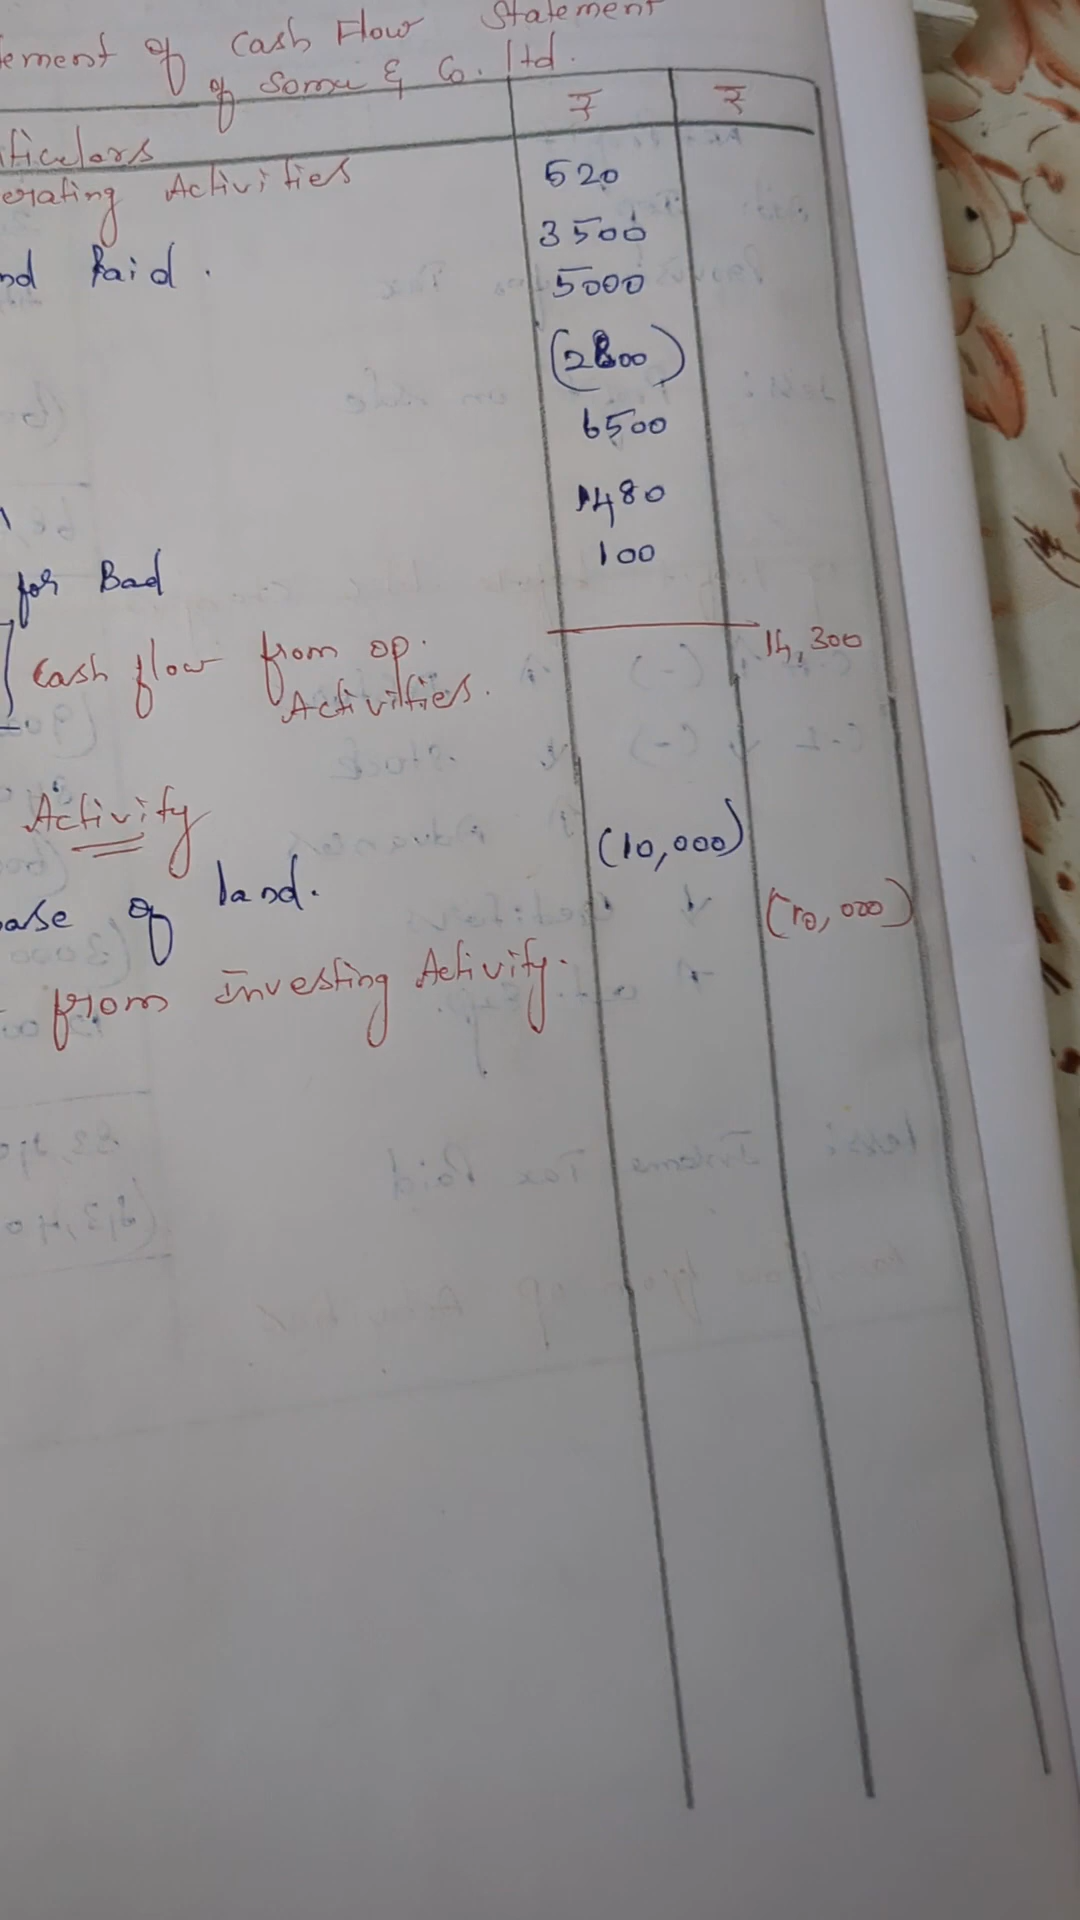 ement of Cash Flow Statement
of Somu & Co. Ltd.
₹ ₹
ticulars
erating Activities 520
3500
nd Paid. 5000
(2800)
6500
1480
100
for Bad
Cash flow from op. 14,300
Activities.
Activity
ase of land. (10,000)
(10,000)
from Investing Activity.